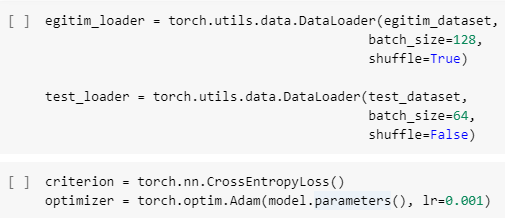 [ ] egitim_loader = torch.utils.data.DataLoader(egitim_dataset,
batch_size=128,
shuffle=True)
test_loader = torch.utils.data.DataLoader(test_dataset,
batch_size=64,
shuffle=False)
[ ] criterion = torch.nn.CrossEntropyLoss()
optimizer = torch.optim.Adam(model.parameters(), lr=0.001)